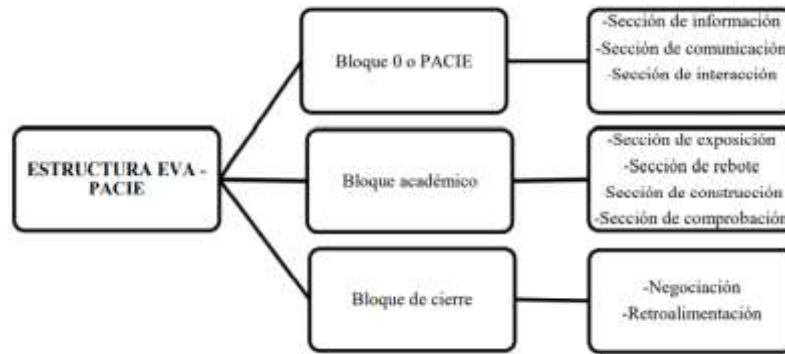 ESTRUCTURA EVA -
PACIE
Bloque 0 o PACIE
-Sección de información
-Sección de comunicación
-Sección de interacción
Bloque académico
-Sección de exposición
-Sección de rebote
Sección de construcción
-Sección de comprobación
Bloque de cierre
-Negociación
-Retroalimentación